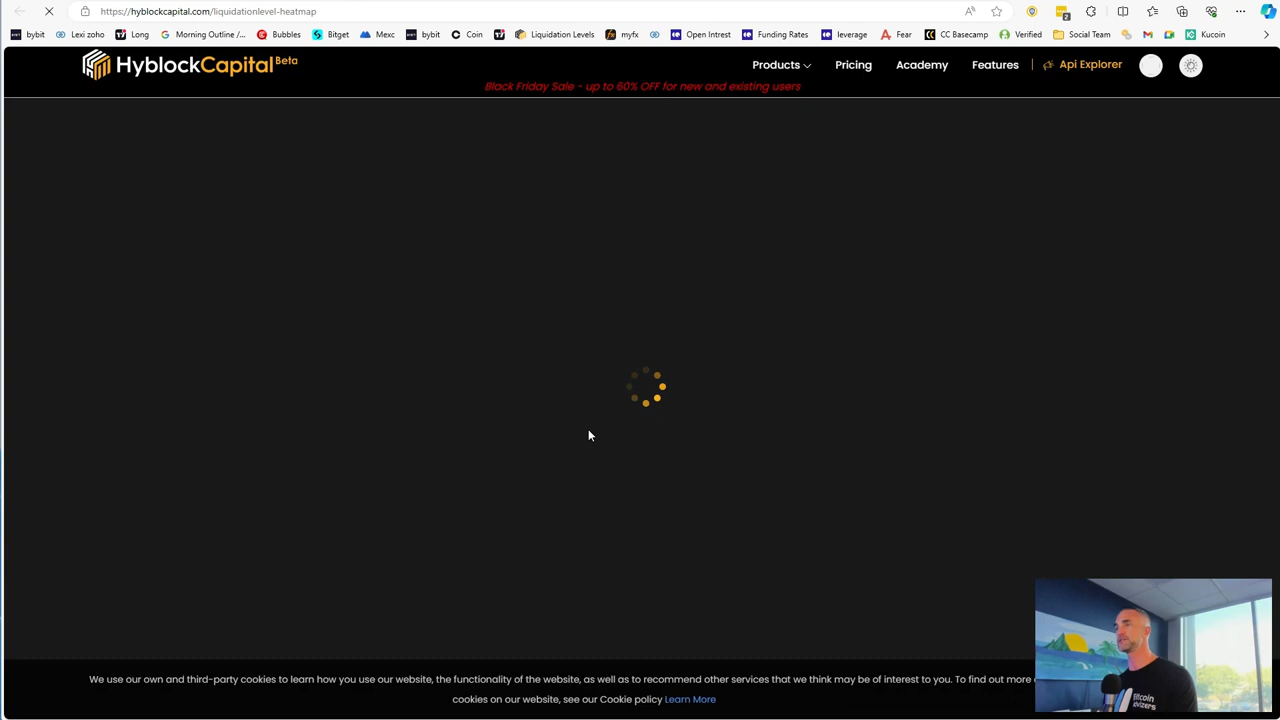 https://hyblockcapital.com/liquidationlevel-heatmap
2
bybit Lexi zoho Long Morning Outline /... Bubbles Bitget Mexc bybit Coin Liquidation Levels myfx Open Intrest Funding Rates leverage Fear CC Basecamp Verified Social Team Kucoin
HyblockCapital Beta
Products Pricing Academy Features Api Explorer
Black Friday Sale - up to 60% OFF for new and existing users
We use our own and third-party cookies to learn how you use our website, the functionality of the website, as well as to recommend other services that we think may be of interest to you. To find out more
cookies on our website, see our Cookie policy Learn More